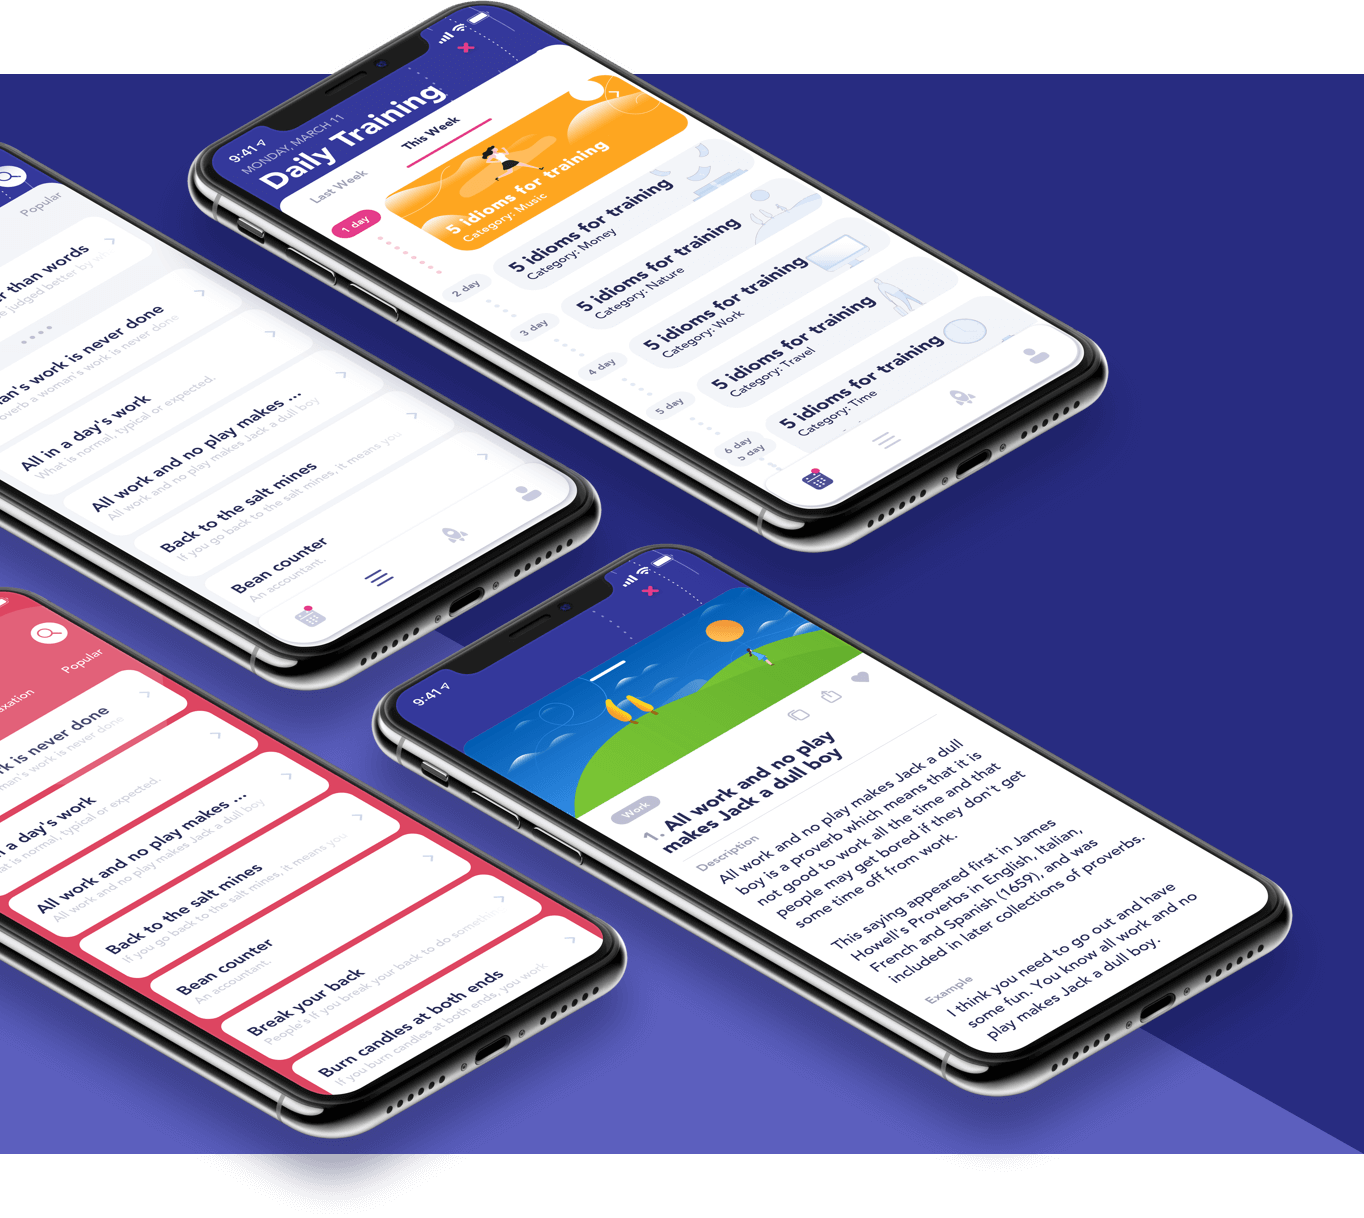 9:41
MONDAY, MARCH 11
Daily Training
Last Week
This Week
1 day
5 idioms for training
Category: Music
2 day
5 idioms for training
Category: Money
3 day
5 idioms for training
Category: Nature
4 day
5 idioms for training
Category: Work
5 day
5 idioms for training
Category: Travel
6 day
5 day
5 idioms for training
Category: Time
Popular
r than words
e judged better by w
an's work is never done
overb a woman's work is never done
All in a day's work
What is normal, typical or expected.
All work and no play makes ...
All work and no play makes Jack a dull boy
Back to the salt mines
If you go back to the salt mines, it means you
Bean counter
An accountant.
axation
Popular
k is never done
man's work is never done
n a day's work
at is normal, typical or expected.
All work and no play makes ...
All work and no play makes Jack a dull boy
Back to the salt mines
If you go back to the salt mines, it means you
Bean counter
An accountant.
Break your back
People's If you break your back to do somethin
Burn candles at both ends
If you burn candles at both ends, you work
9:41
Work
1. All work and no play
makes Jack a dull boy
Description
All work and no play makes Jack a dull
boy is a proverb which means that it is
not good to work all the time and that
people may get bored if they don't get
some time off from work.
This saying appeared first in James
Howell's Proverbs in English, Italian,
French and Spanish (1659), and was
included in later collections of proverbs.
Example
I think you need to go out and have
some fun. You know all work and no
play makes Jack a dull boy.